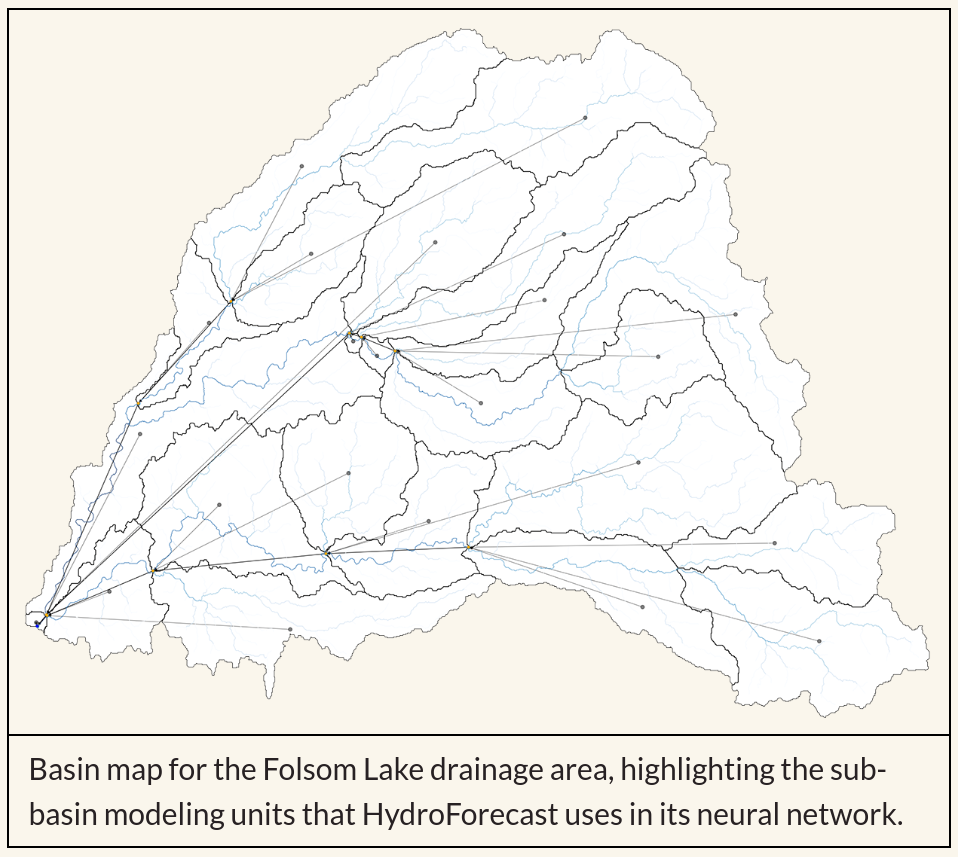 Basin map for the Folsom Lake drainage area, highlighting the sub-
basin modeling units that HydroForecast uses in its neural network.